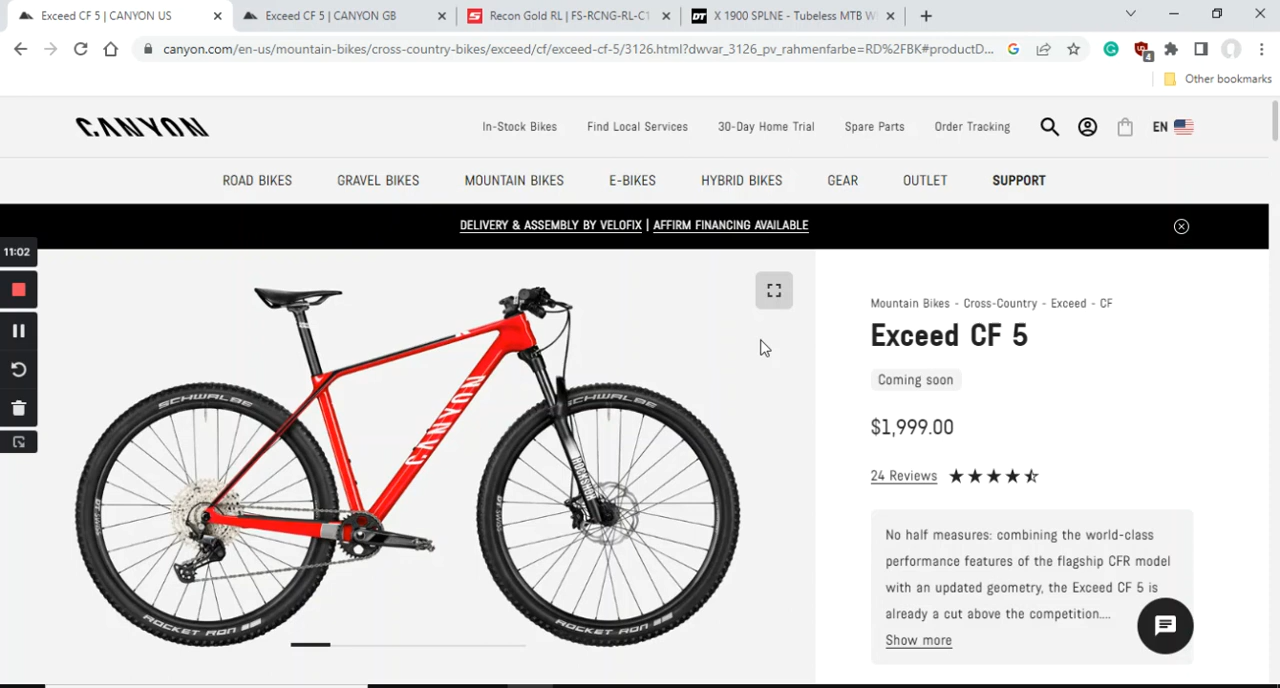 Exceed CF 5 | CANYON US
Exceed CF 5 | CANYON GB
Recon Gold RL | FS-RCNG-RL-C1
X 1900 SPLNE - Tubeless MTB W
canyon.com/en-us/mountain-bikes/cross-country-bikes/exceed/cf/exceed-cf-5/3126.html?dwvar_3126_pv_rahmenfarbe=RD%2FBK#productD...
4
Other bookmarks
CANYON
In-Stock Bikes
Find Local Services
30-Day Home Trial
Spare Parts
Order Tracking
EN
ROAD BIKES
GRAVEL BIKES
MOUNTAIN BIKES
E-BIKES
HYBRID BIKES
GEAR
OUTLET
SUPPORT
DELIVERY & ASSEMBLY BY VELOFIX | AFFIRM FINANCING AVAILABLE
11:02
SCHWALBE
ROCKET RON
CANYON
ROCKSHOX
SCHWALBE
ROCKET RON
Mountain Bikes - Cross-Country - Exceed - CF
Exceed CF 5
Coming soon
$1,999.00
24 Reviews
No half measures: combining the world-class
performance features of the flagship CFR model
with an updated geometry, the Exceed CF 5 is
already a cut above the competition....
Show more